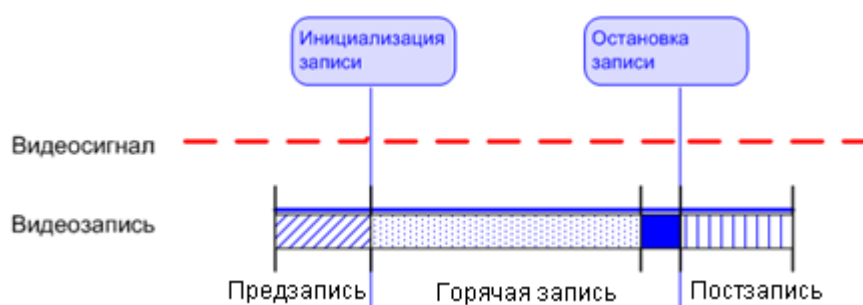 Инициализация
записи
Остановка
записи
Видеосигнал
Видеозапись
Предзапись
Горячая запись
Постзапись